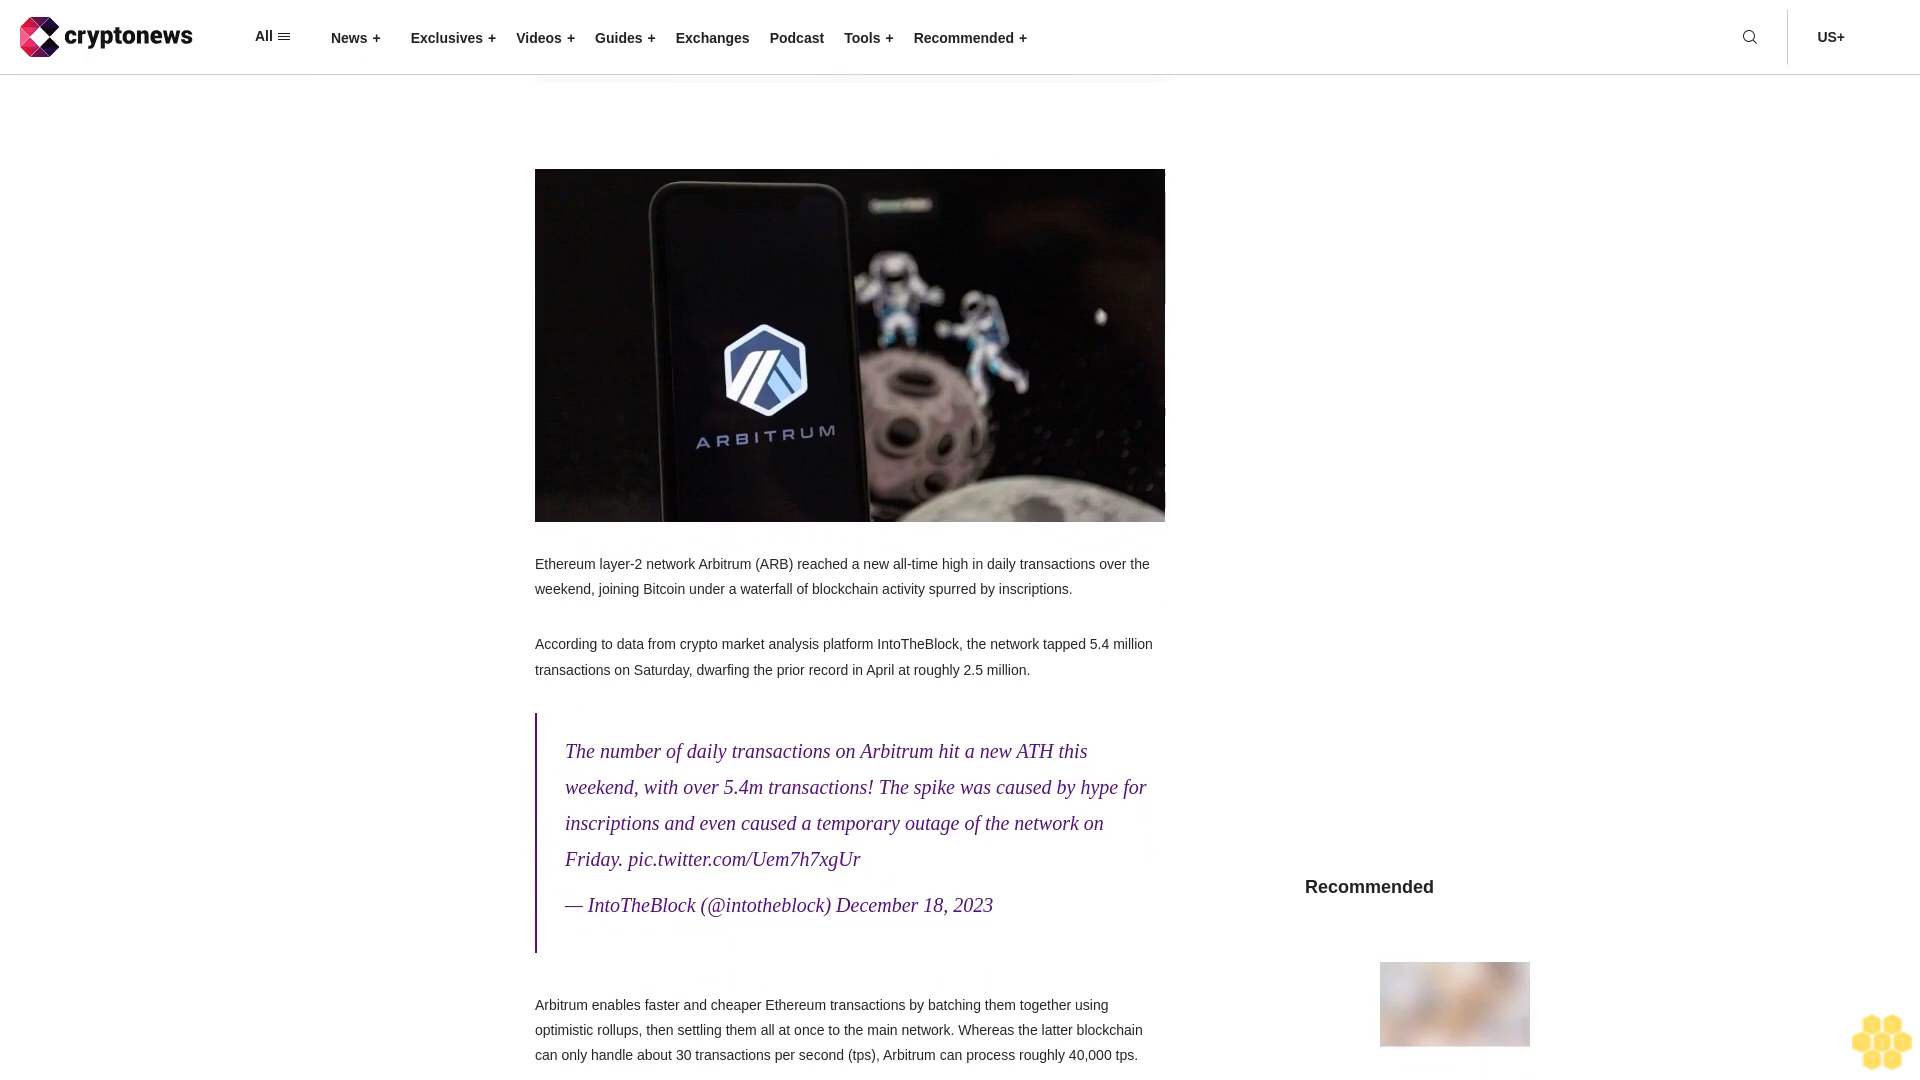 cryptonews
All
News +
Exclusives +
Videos +
Guides +
Exchanges
Podcast
Tools +
Recommended +
US+
ARBITRUM
Ethereum layer-2 network Arbitrum (ARB) reached a new all-time high in daily transactions over the
weekend, joining Bitcoin under a waterfall of blockchain activity spurred by inscriptions.
According to data from crypto market analysis platform IntoTheBlock, the network tapped 5.4 million
transactions on Saturday, dwarfing the prior record in April at roughly 2.5 million.
The number of daily transactions on Arbitrum hit a new ATH this
weekend, with over 5.4m transactions! The spike was caused by hype for
inscriptions and even caused a temporary outage of the network on
Friday. pic.twitter.com/Uem7h7xgUr
— IntoTheBlock (@intotheblock) December 18, 2023
Recommended
Arbitrum enables faster and cheaper Ethereum transactions by batching them together using
optimistic rollups, then settling them all at once to the main network. Whereas the latter blockchain
can only handle about 30 transactions per second (tps), Arbitrum can process roughly 40,000 tps.